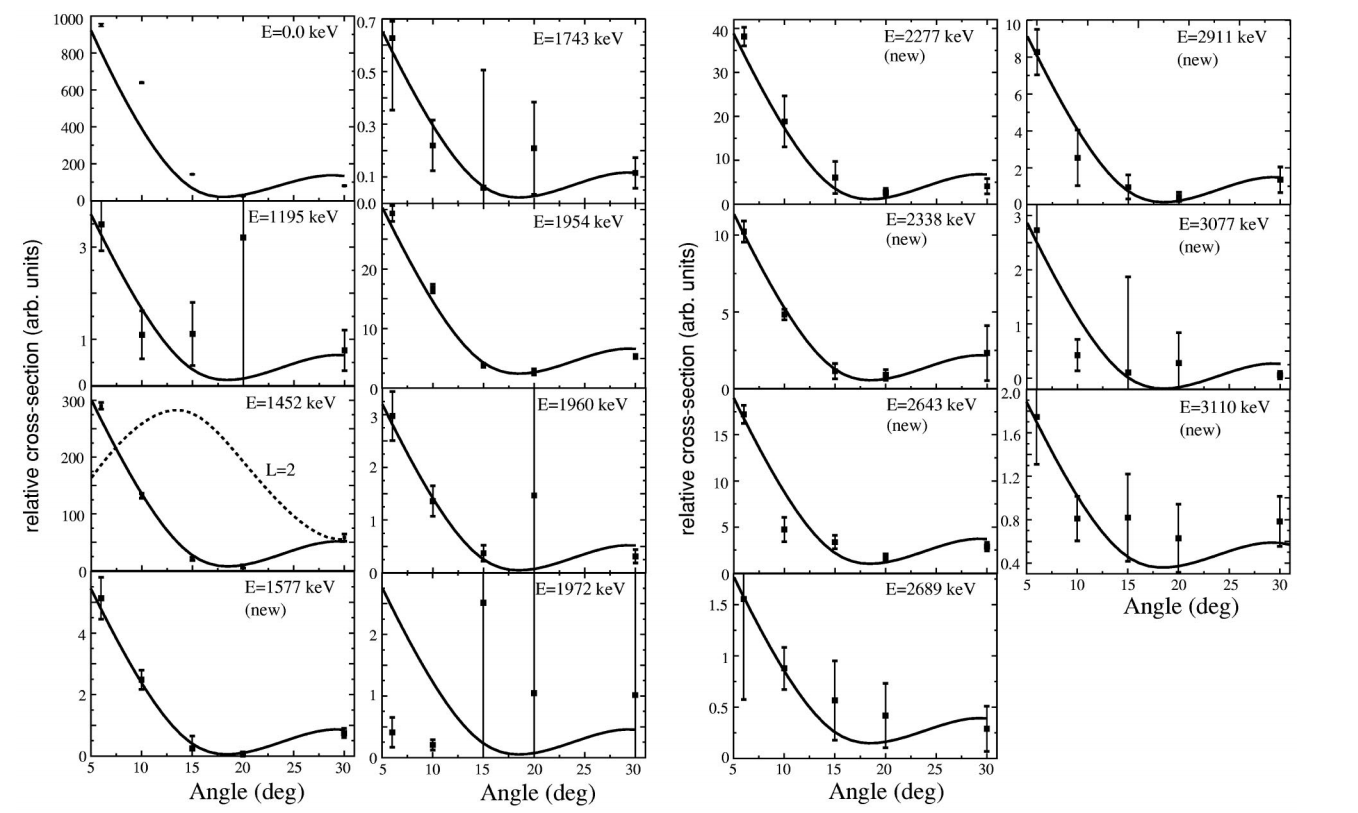 relative cross-section (arb. units)
E=0.0 keV
1000
800
600
400
200
0
E=1195 keV
3
1
0
E=1452 keV
300
200
100
0
L=2
E=1577 keV
(new)
4
2
0
5 10 15 20 25 30
Angle (deg)
E=1743 keV
0.7
0.5
0.3
0.1
0.0
E=1954 keV
20
10
0
E=1960 keV
3
2
1
0
E=1972 keV
2
1
0
5 10 15 20 25 30
Angle (deg)
relative cross-section (arb. units)
E=2277 keV
(new)
40
30
20
10
0
E=2338 keV
(new)
10
5
0
E=2643 keV
(new)
15
10
5
0
E=2689 keV
1.5
1
0.5
0
5 10 15 20 25 30
Angle (deg)
E=2911 keV
(new)
10
8
6
4
2
0
E=3077 keV
(new)
3
2
1
0
E=3110 keV
(new)
2.0
1.6
1.2
0.8
0.4
5 10 15 20 25 30
Angle (deg)